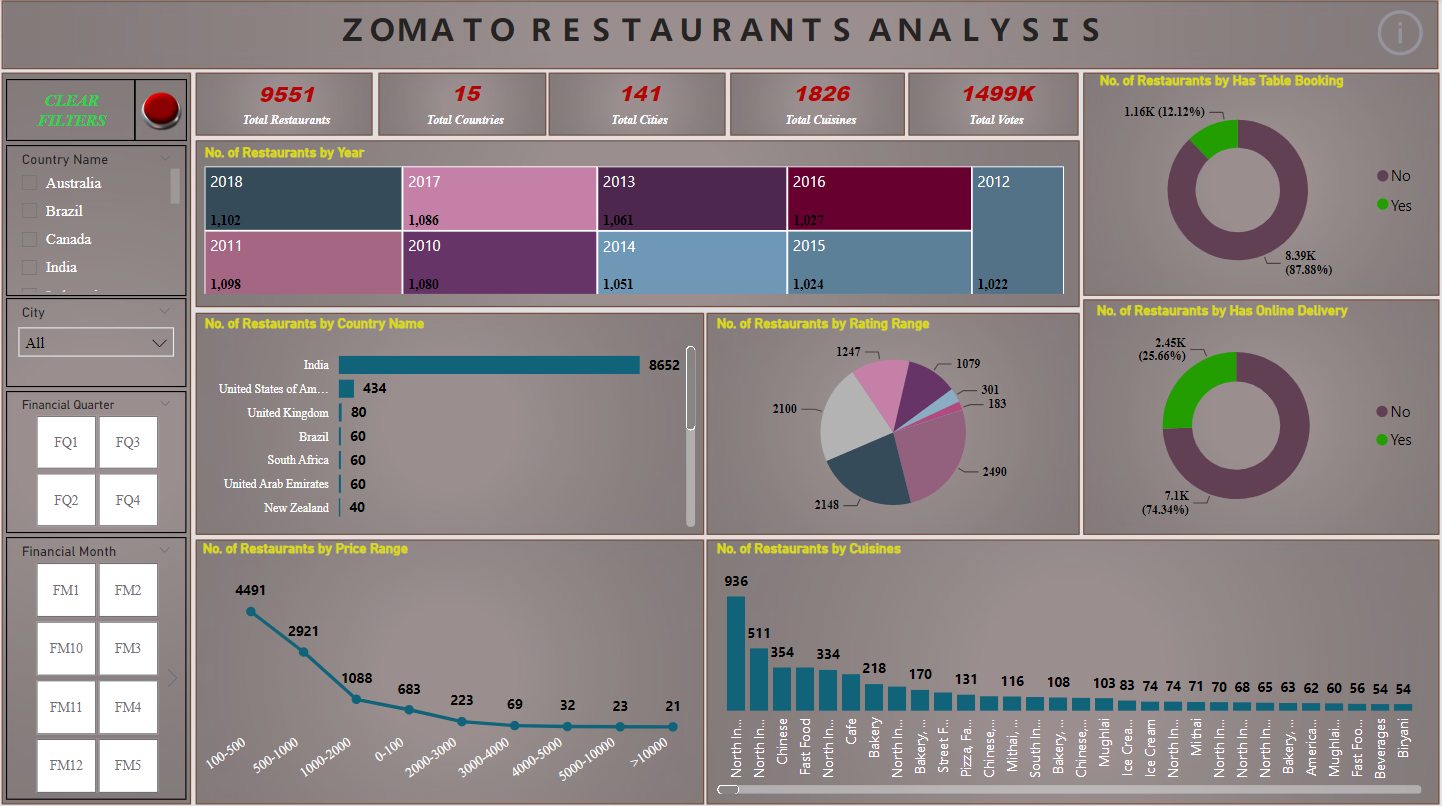 ZOMATO RESTAURANTS ANALYSIS
i
CLEAR
FILTERS
9551
Total Restaurants
15
Total Countries
141
Total Cities
1826
Total Cuisines
1499K
Total Votes
Country Name
Australia
Brazil
Canada
India
City
All
Financial Quarter
FQ1
FQ3
FQ2
FQ4
Financial Month
FM1
FM2
FM10
FM3
FM11
FM4
FM12
FM5
No. of Restaurants by Year
2018
1,102
2017
1,086
2013
1,061
2016
1,027
2012
1,022
2011
1,098
2010
1,080
2014
1,051
2015
1,024
No. of Restaurants by Has Table Booking
1.16K (12.12%)
8.39K
(87.88%)
No
Yes
No. of Restaurants by Country Name
India 8652
United States of Am... 434
United Kingdom 80
Brazil 60
South Africa 60
United Arab Emirates 60
New Zealand 40
No. of Restaurants by Rating Range
1247
1079
301
183
2490
2148
2100
No. of Restaurants by Has Online Delivery
2.45K
(25.66%)
7.1K
(74.34%)
No
Yes
No. of Restaurants by Price Range
4491
2921
1088
683
223
69
32
23
21
100-500
500-1000
1000-2000
0-100
2000-3000
3000-4000
4000-5000
5000-10000
>10000
No. of Restaurants by Cuisines
936
511
354
334
218
170
131
116
108
103
83
74
74
71
70
68
65
63
62
60
56
54
54
North In...
North In...
Chinese
Fast Food
North In...
Cafe
Bakery
North In...
Bakery, ...
Street F...
Pizza, Fa...
Chinese, ...
Mithai, ...
South In...
Bakery, ...
Chinese, ...
Mughlai
Ice Crea...
Ice Cream
North In...
Mithai
North In...
North In...
North In...
Bakery, ...
America...
Mughlai...
Fast Foo...
Beverages
Biryani